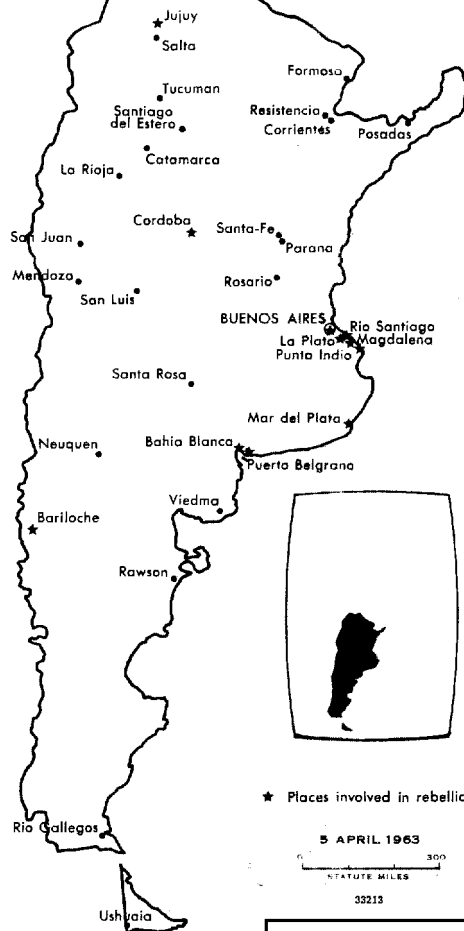 Jujuy
Salta
Formosa
Tucuman
Santiago
del Estero
Resistencia
Corrientes
Posadas
Catamarca
La Rioja
Cordoba
Santa-Fe
San Juan
Parana
Mendoza
Rosario
San Luis
BUENOS AIRES
Rio Santiago
La Plata
Magdalena
Punta Indio
Santa Rosa
Mar del Plata
Bahia Blanca
Neuquen
Puerto Belgrano
Viedma
Bariloche
Rawson
★ Places involved in rebellio
Rio Gallegos
5 APRIL 1963
0 300
STATUTE MILES
33213
Ushuaia